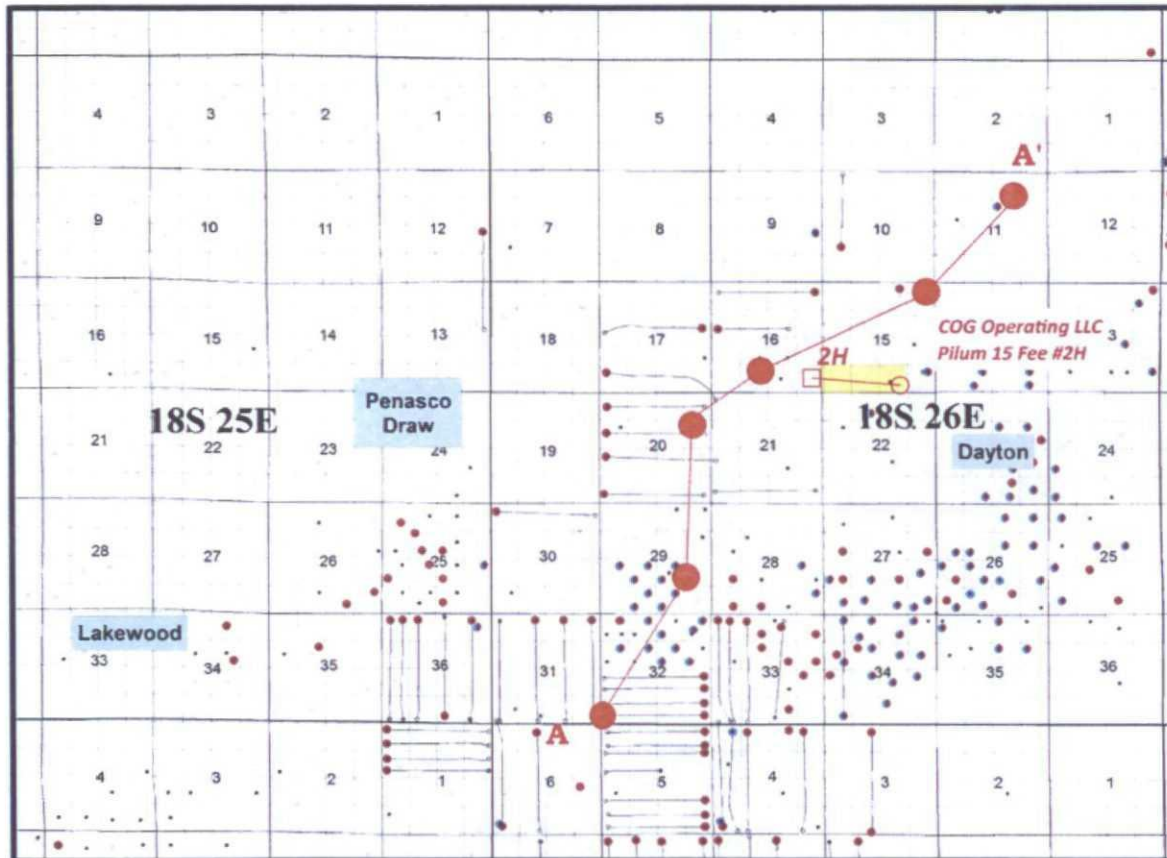 4 3 2 1 6 5 4 3 2 1
A'
9 10 11 12 7 8 9 10 11 12
COG Operating LLC
Pilum 15 Fee #2H
16 15 14 13 18 17 16 15 3
2H
18S 25E
Penasco
Draw
18S 26E
Dayton
21 22 23 24 19 20 21 22 24
28 27 26 25 30 29 28 27 26 25
Lakewood
33 34 35 36 31 32 33 34 35 36
A
4 3 2 1 6 5 4 3 2 1